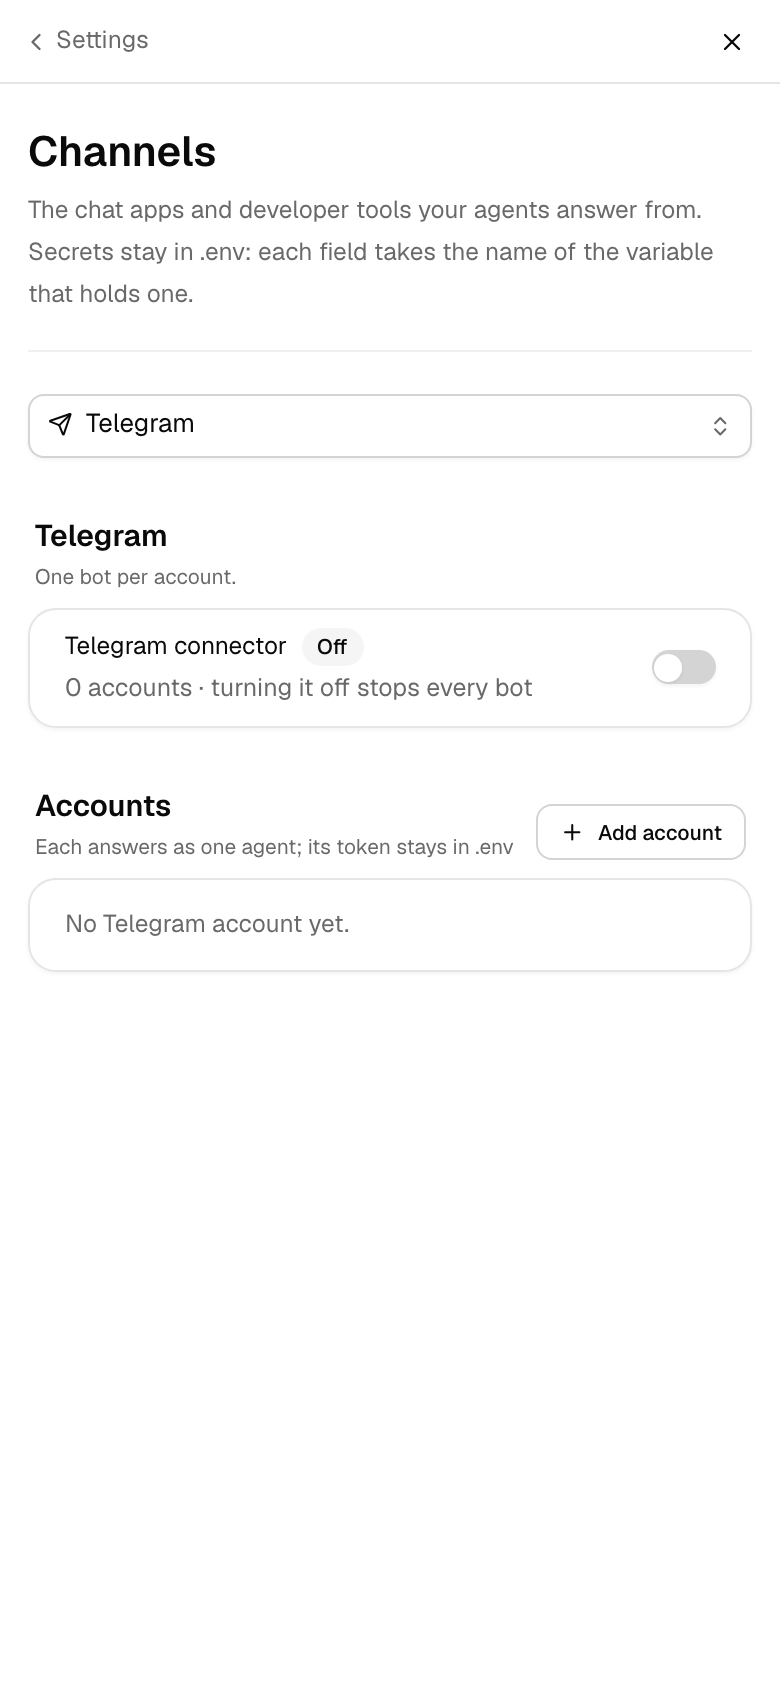 Settings
Channels
The chat apps and developer tools your agents answer from.
Secrets stay in .env: each field takes the name of the variable
that holds one.
Telegram
Telegram
One bot per account.
Telegram connector Off
0 accounts · turning it off stops every bot
Accounts
Each answers as one agent; its token stays in .env
Add account
No Telegram account yet.